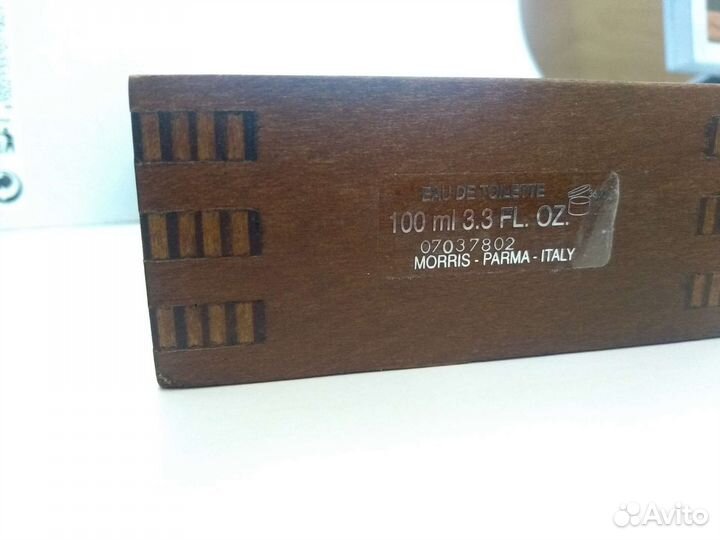 EAU DE TOILETTE
100 ml 3.3 FL. OZ.
07037802
MORRIS - PARMA - ITALY
Avito